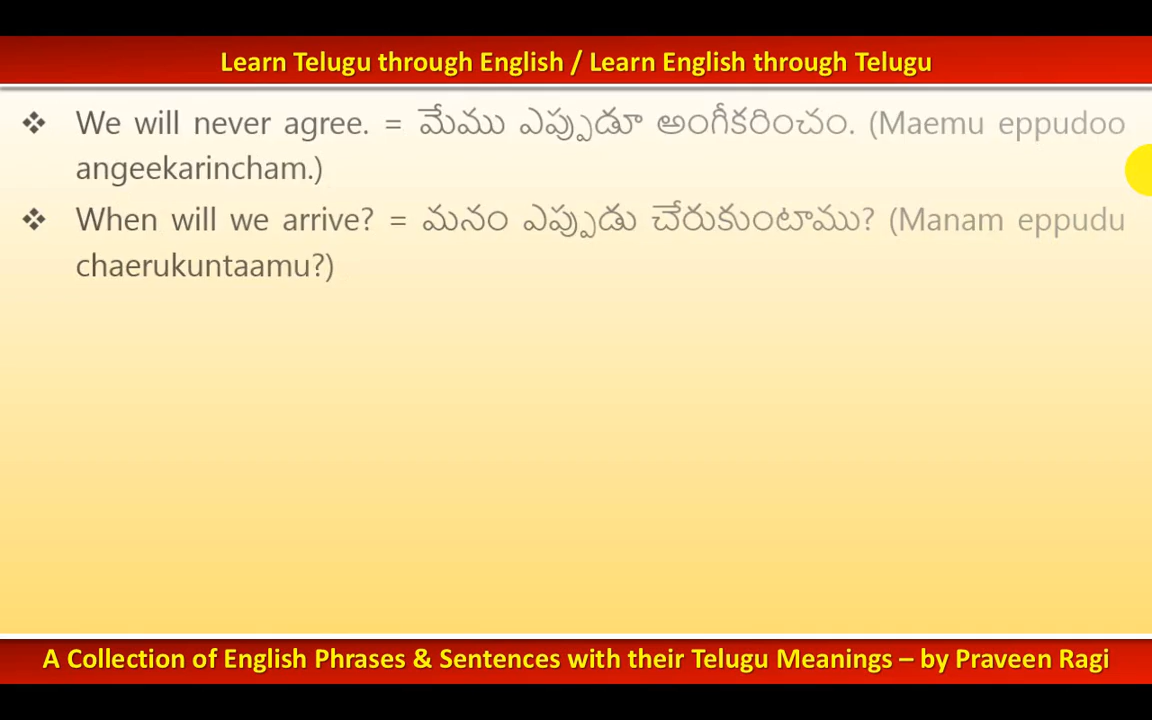 Learn Telugu through English / Learn English through Telugu
❖ We will never agree. = మేము ఎప్పుడూ అంగీకరించం. (Maemu eppudoo
angeekarincham.)
❖ When will we arrive? = మనం ఎప్పుడు చేరుకుంటాము? (Manam eppudu
chaerukuntaamu?)
A Collection of English Phrases & Sentences with their Telugu Meanings – by Praveen Ragi